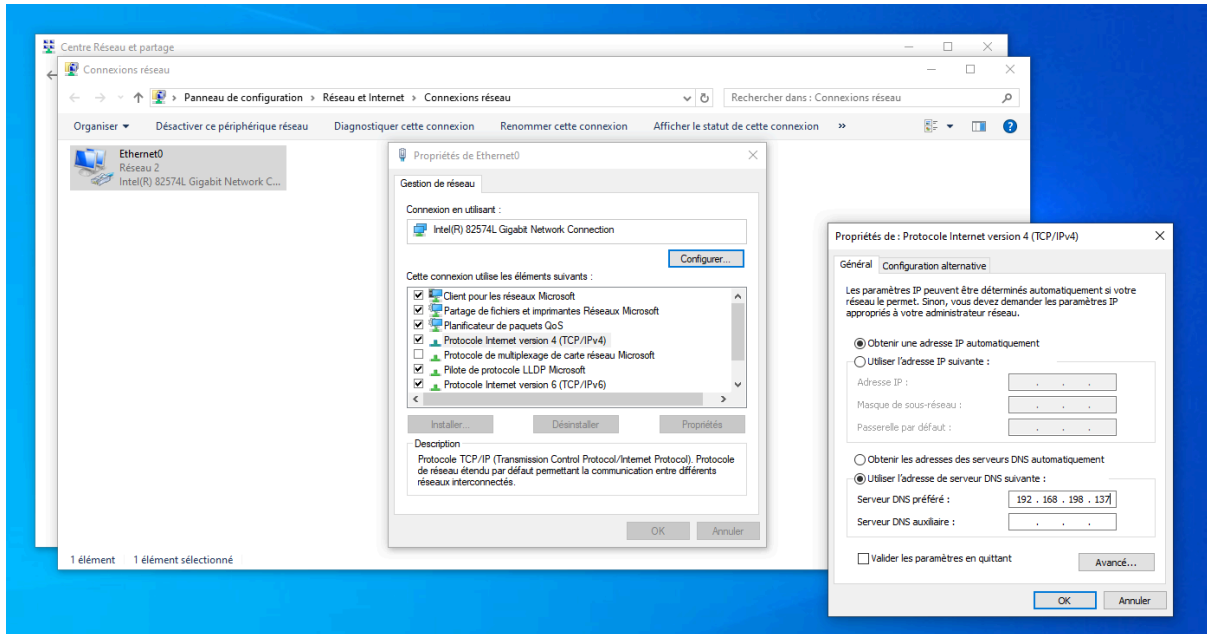 Centre Réseau et partage
Connexions réseau
Panneau de configuration > Réseau et Internet > Connexions réseau
Rechercher dans : Connexions réseau
Organiser Désactiver ce périphérique réseau Diagnostiquer cette connexion Renommer cette connexion Afficher le statut de cette connexion »
Ethernet0
Réseau 2
Intel(R) 82574L Gigabit Network C...
1 élément 1 élément sélectionné
Propriétés de Ethernet0
Gestion de réseau
Connexion en utilisant :
Intel(R) 82574L Gigabit Network Connection
Configurer...
Cette connexion utilise les éléments suivants :
Client pour les réseaux Microsoft
Partage de fichiers et imprimantes Réseaux Microsoft
Planificateur de paquets QoS
Protocole Internet version 4 (TCP/IPv4)
Protocole de multiplexage de carte réseau Microsoft
Pilote de protocole LLDP Microsoft
Protocole Internet version 6 (TCP/IPv6)
Installer... Désinstaller Propriétés
Description
Protocole TCP/IP (Transmission Control Protocol/Internet Protocol). Protocole
de réseau étendu par défaut permettant la communication entre différents
réseaux interconnectés.
OK Annuler
Propriétés de : Protocole Internet version 4 (TCP/IPv4)
Général Configuration alternative
Les paramètres IP peuvent être déterminés automatiquement si votre
réseau le permet. Sinon, vous devez demander les paramètres IP
appropriés à votre administrateur réseau.
Obtenir une adresse IP automatiquement
Utiliser l'adresse IP suivante :
Adresse IP :
Masque de sous-réseau :
Passerelle par défaut :
Obtenir les adresses des serveurs DNS automatiquement
Utiliser l'adresse de serveur DNS suivante :
Serveur DNS préféré : 192 . 168 . 198 . 137
Serveur DNS auxiliaire :
Valider les paramètres en quittant
Avancé...
OK Annuler